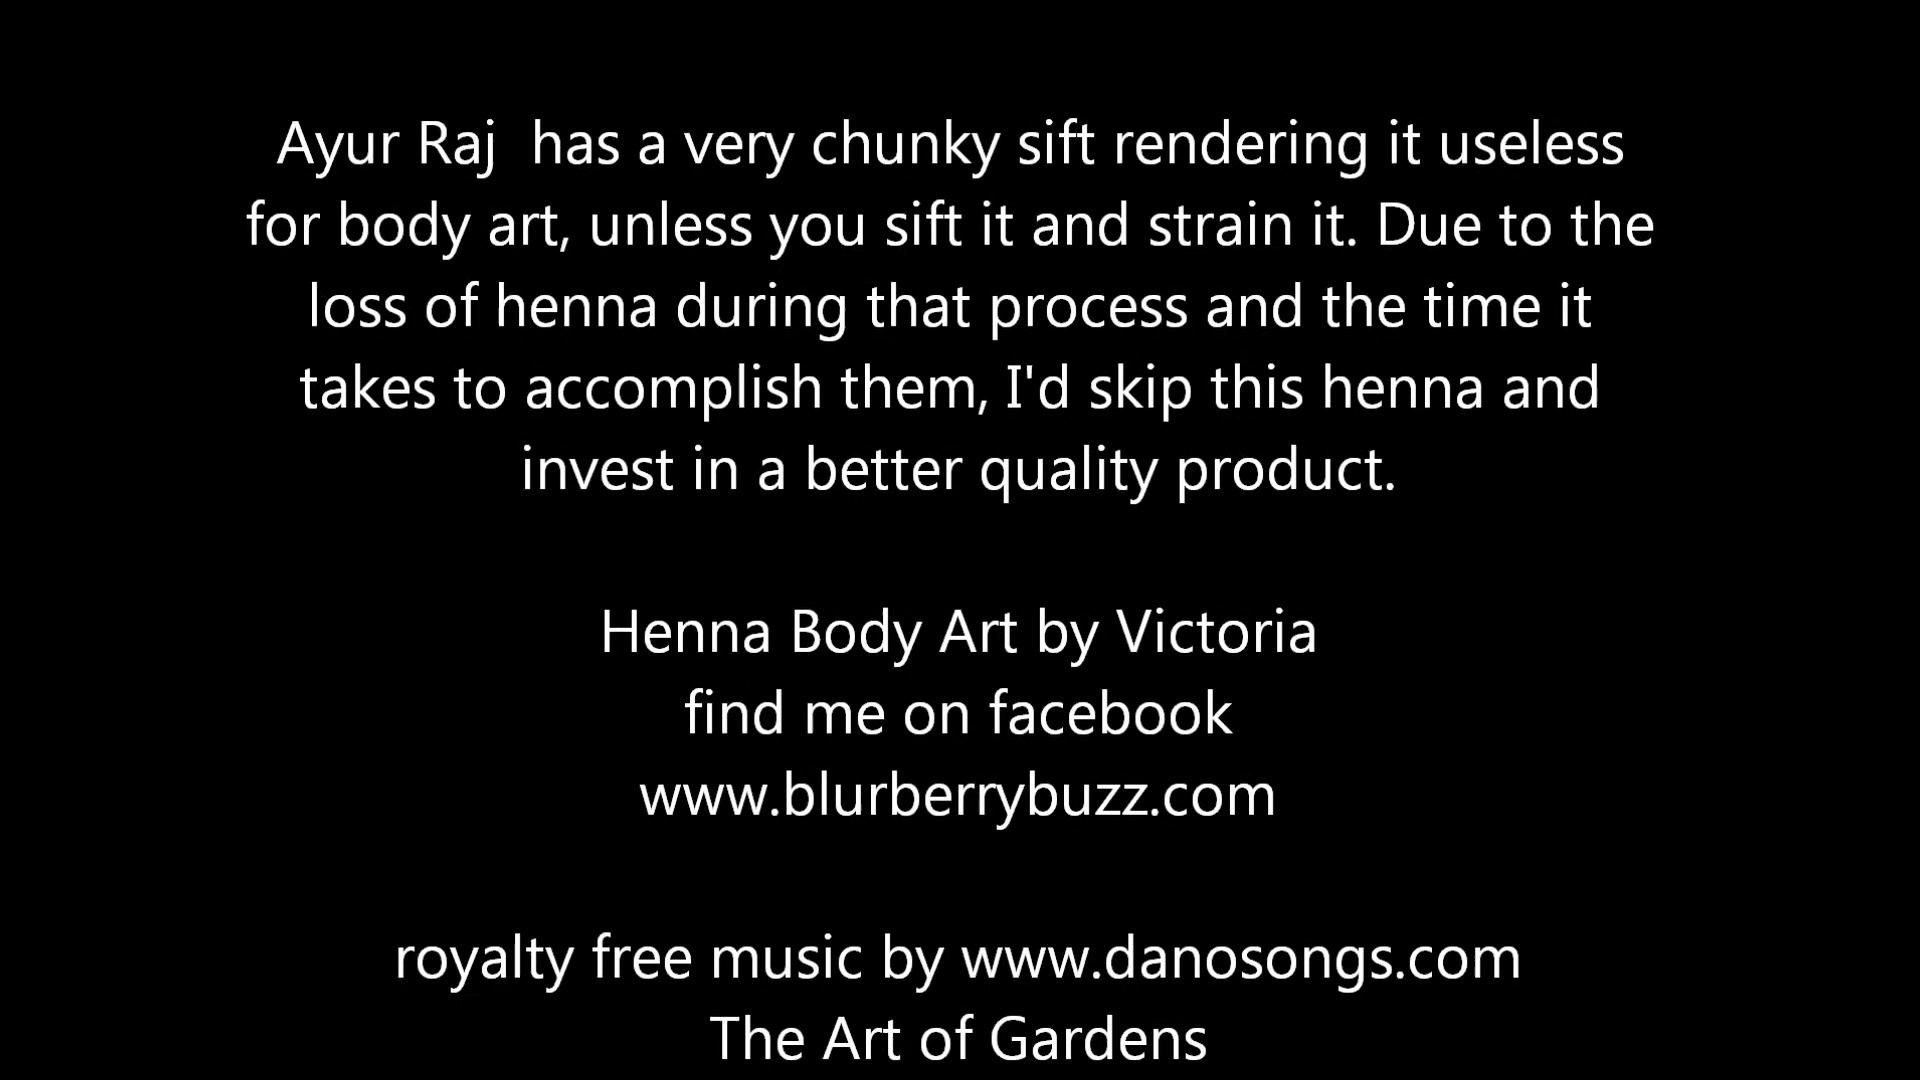 Ayur Raj  has a very chunky sift rendering it useless
for body art, unless you sift it and strain it. Due to the
loss of henna during that process and the time it
takes to accomplish them, I'd skip this henna and
invest in a better quality product.
Henna Body Art by Victoria
find me on facebook
www.blurberrybuzz.com
royalty free music by www.danosongs.com
The Art of Gardens